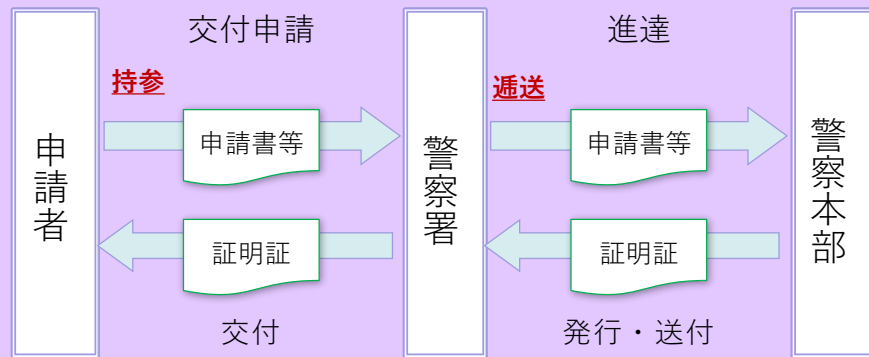 交付申請
進達
持参
逓送
申請書等
申請書等
申請者
警察署
警察本部
証明証
証明証
交付
発行・送付